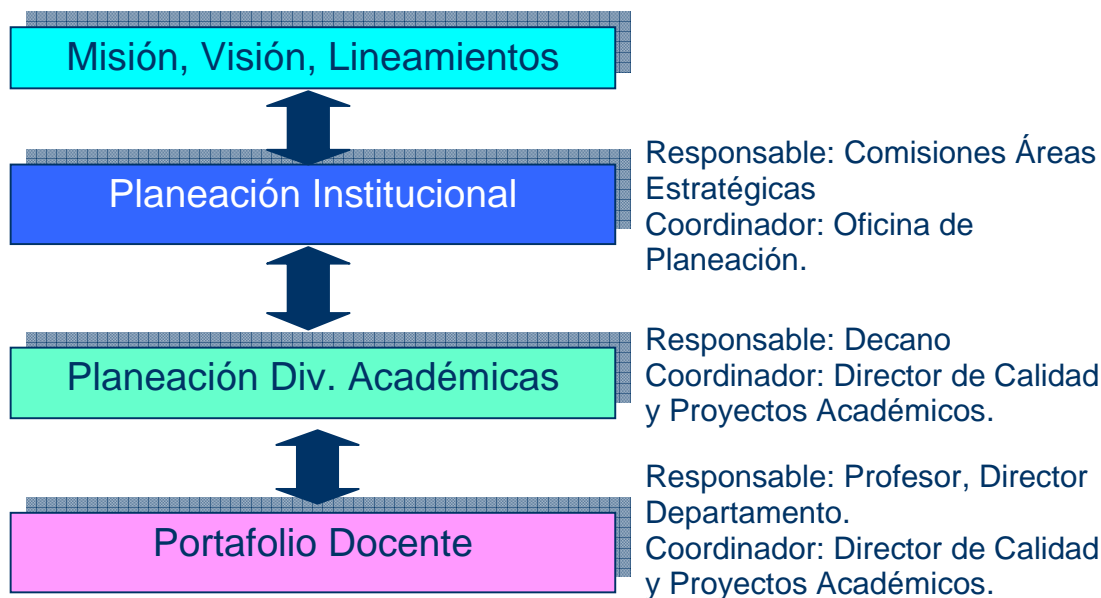 Misión, Visión, Lineamientos
Planeación Institucional
Responsable: Comisiones Áreas
Estratégicas
Coordinador: Oficina de
Planeación.
Planeación Div. Académicas
Responsable: Decano
Coordinador: Director de Calidad
y Proyectos Académicos.
Portafolio Docente
Responsable: Profesor, Director
Departamento.
Coordinador: Director de Calidad
y Proyectos Académicos.